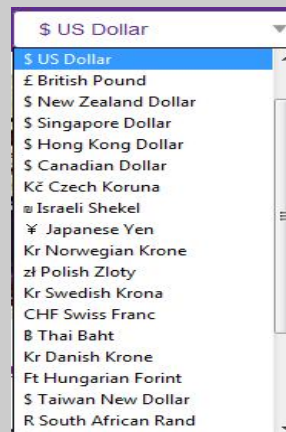 $ US Dollar
$ US Dollar
£ British Pound
$ New Zealand Dollar
$ Singapore Dollar
$ Hong Kong Dollar
$ Canadian Dollar
Kč Czech Koruna
₪ Israeli Shekel
¥ Japanese Yen
Kr Norwegian Krone
zł Polish Zloty
Kr Swedish Krona
CHF Swiss Franc
฿ Thai Baht
Kr Danish Krone
Ft Hungarian Forint
$ Taiwan New Dollar
R South African Rand